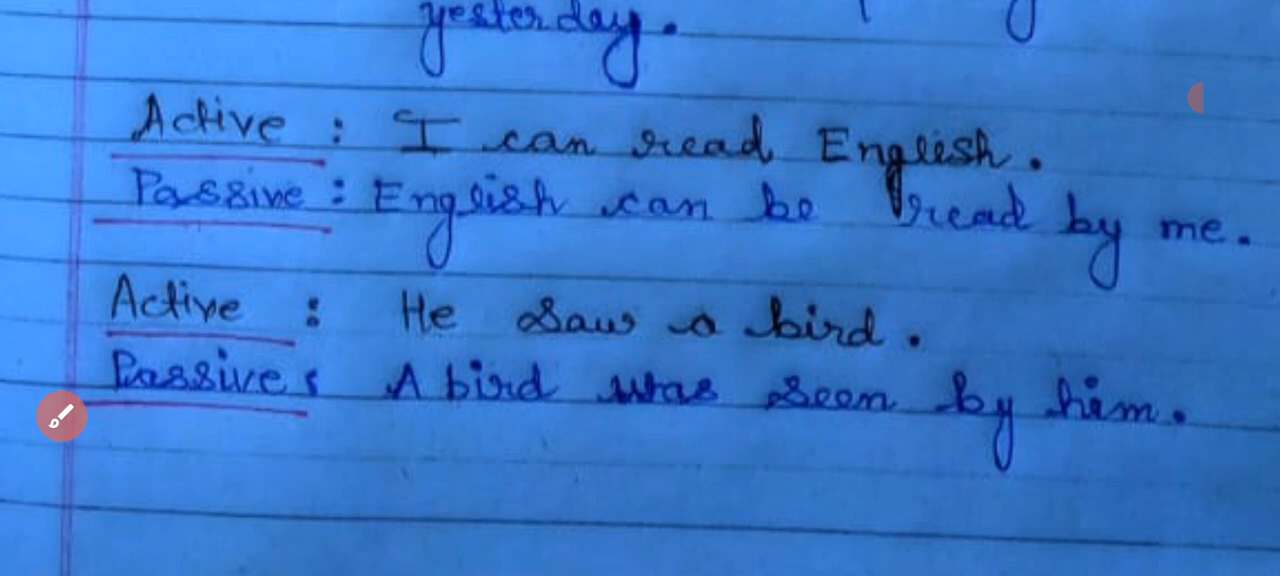 yesterday.
Active : I can read English.
Passive : English can be read by me.
Active : He saw a bird.
Passive : A bird was seen by him.